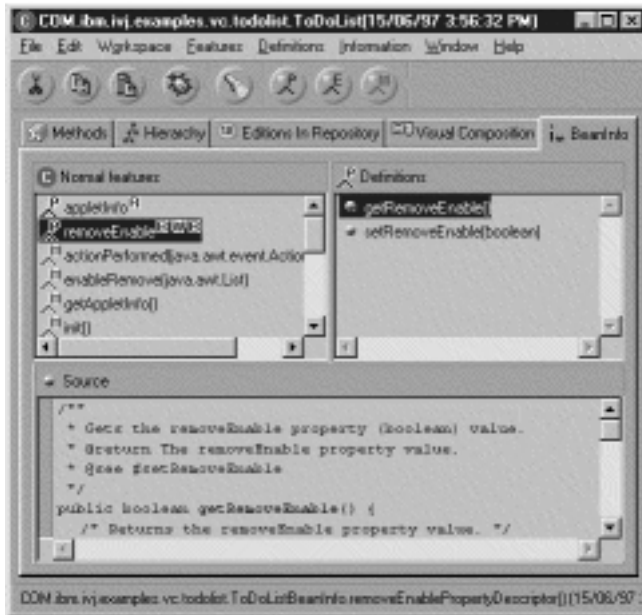 COM.ibm.ivj.examples.vc.todolist.ToDoList(15/06/97 3:56:32 PM)
File Edit Workspace Features Definitions Information Window Help
Methods Hierarchy Editions In Repository Visual Composition BeanInfo
Normal features
appletInfo R
removeEnable R W B
actionPerformed(java.awt.event.Action
enableRemove(java.awt.List)
getAppletInfo()
init()
Definitions
getRemoveEnable()
setRemoveEnable(boolean)
Source
/**
* Gets the removeEnable property (boolean) value.
* @return The removeEnable property value.
* @see #setRemoveEnable
*/
public boolean getRemoveEnable() {
/* Returns the removeEnable property value. */
COM.ibm.ivj.examples.vc.todolist.ToDoListBeanInfo.removeEnablePropertyDescriptor()(15/06/97